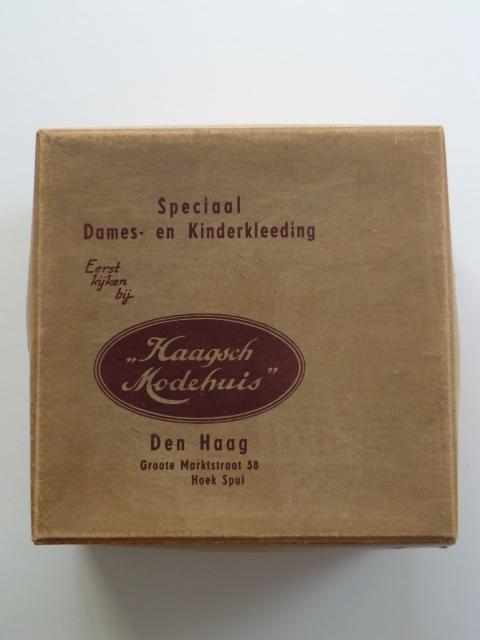 Speciaal
Dames- en Kinderkleeding
Eerst
kijken
bij
„Haagsch
Modehuis”
Den Haag
Groote Marktstraat 58
Hoek Spui